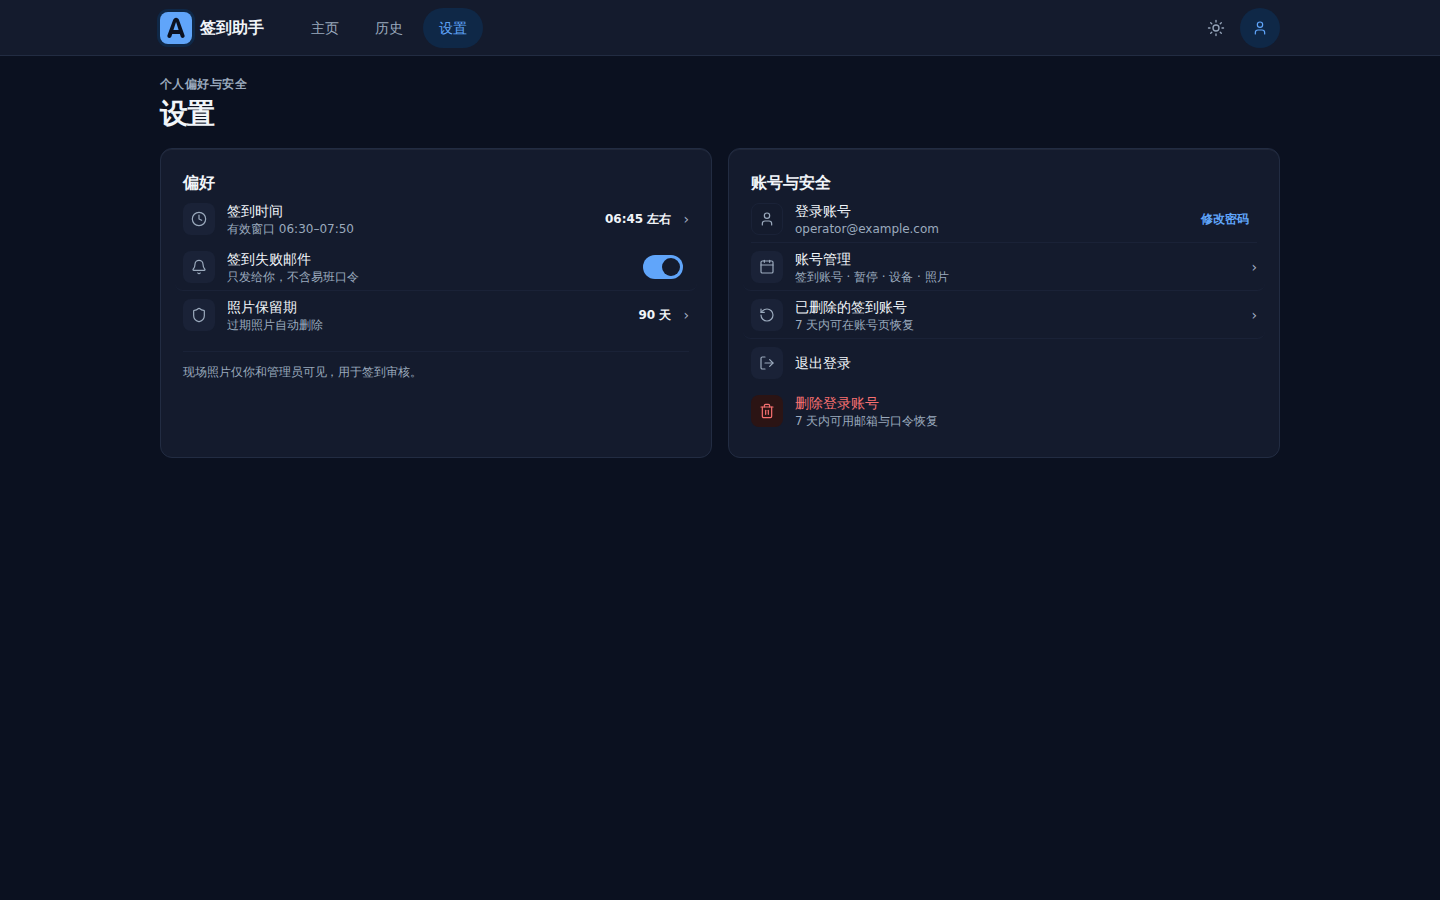 签到助手
主页
历史
设置
个人偏好与安全
设置
偏好
签到时间
有效窗口 06:30–07:50
06:45 左右
签到失败邮件
只发给你，不含易班口令
照片保留期
过期照片自动删除
90 天
现场照片仅你和管理员可见，用于签到审核。
账号与安全
登录账号
operator@example.com
修改密码
账号管理
签到账号 · 暂停 · 设备 · 照片
已删除的签到账号
7 天内可在账号页恢复
退出登录
删除登录账号
7 天内可用邮箱与口令恢复